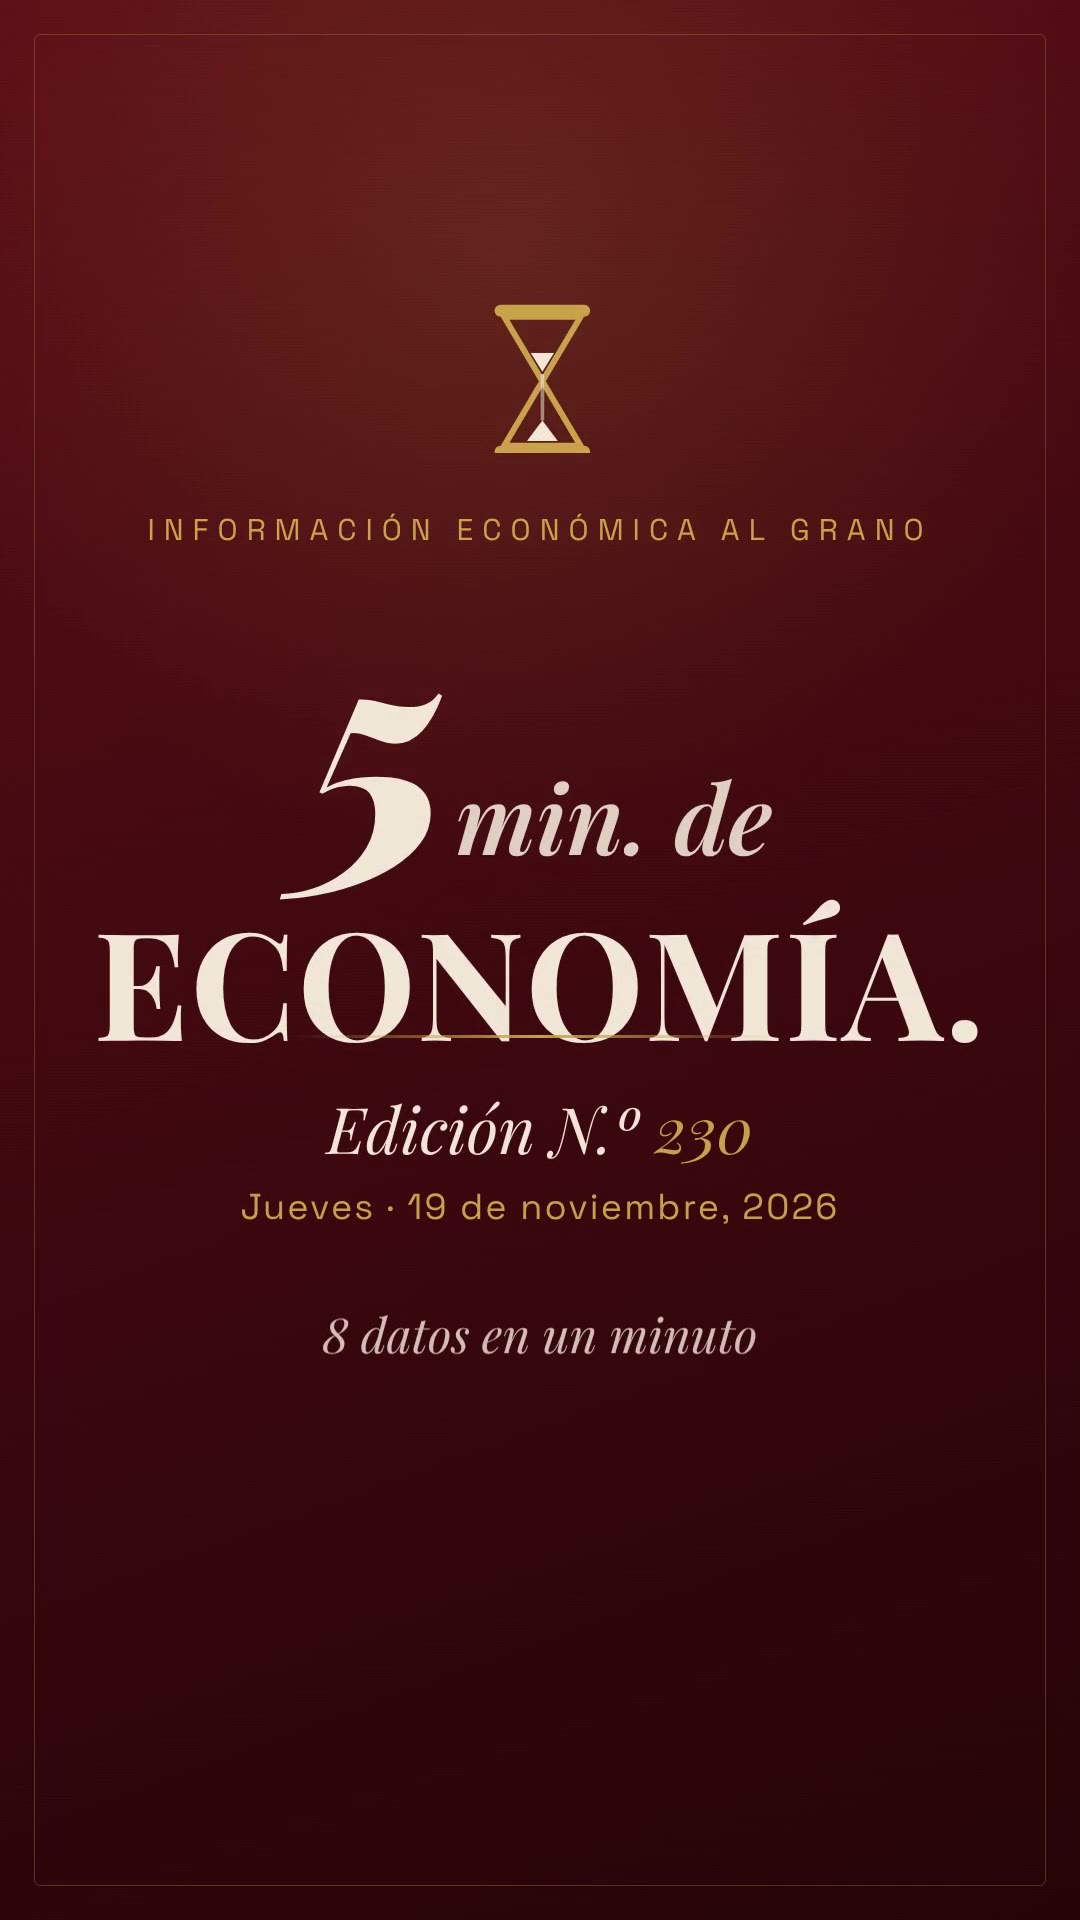 INFORMACIÓN ECONÓMICA AL GRANO
5 min. de
ECONOMÍA.
Edición N.º 230
Jueves · 19 de noviembre, 2026
8 datos en un minuto